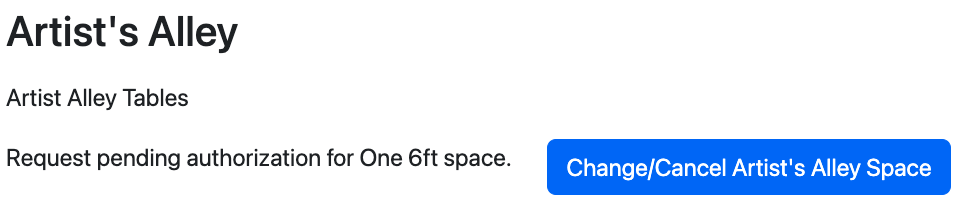 Artist's Alley
Artist Alley Tables
Request pending authorization for One 6ft space.
Change/Cancel Artist's Alley Space